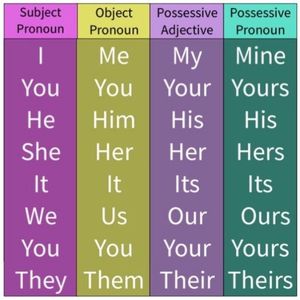 Subject Pronoun Object Pronoun Possessive Adjective Possessive Pronoun
I Me My Mine
You You Your Yours
He Him His His
She Her Her Hers
It It Its Its
We Us Our Ours
You You Your Yours
They Them Their Theirs